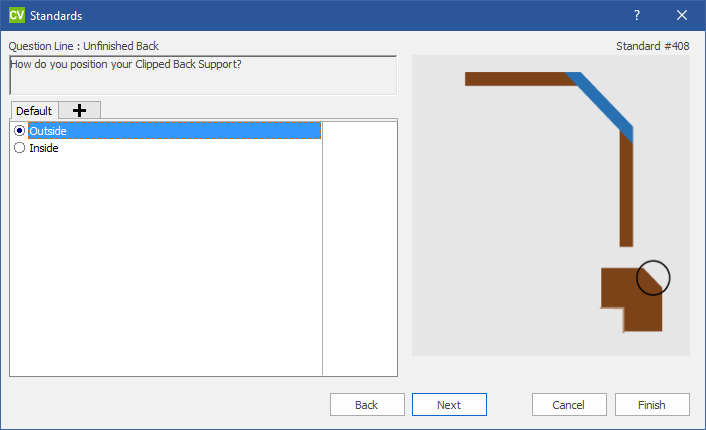 CV Standards ?
Question Line : Unfinished Back Standard #408
How do you position your Clipped Back Support?
Default
Outside
Inside
Back Next Cancel Finish